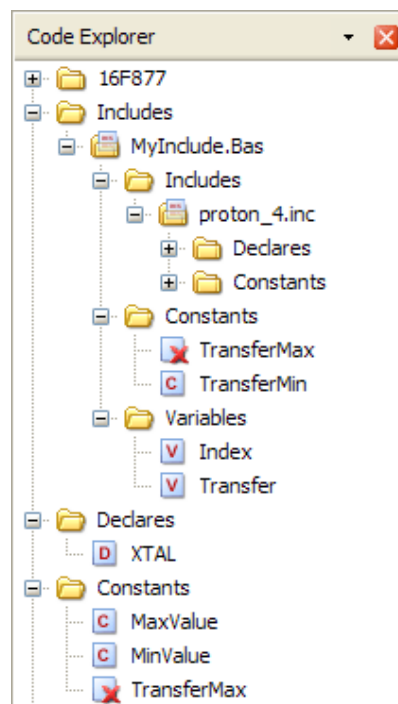 Code Explorer
16F877
Includes
MyInclude.Bas
Includes
proton_4.inc
Declares
Constants
Constants
TransferMax
C TransferMin
Variables
V Index
V Transfer
Declares
D XTAL
Constants
C MaxValue
C MinValue
TransferMax